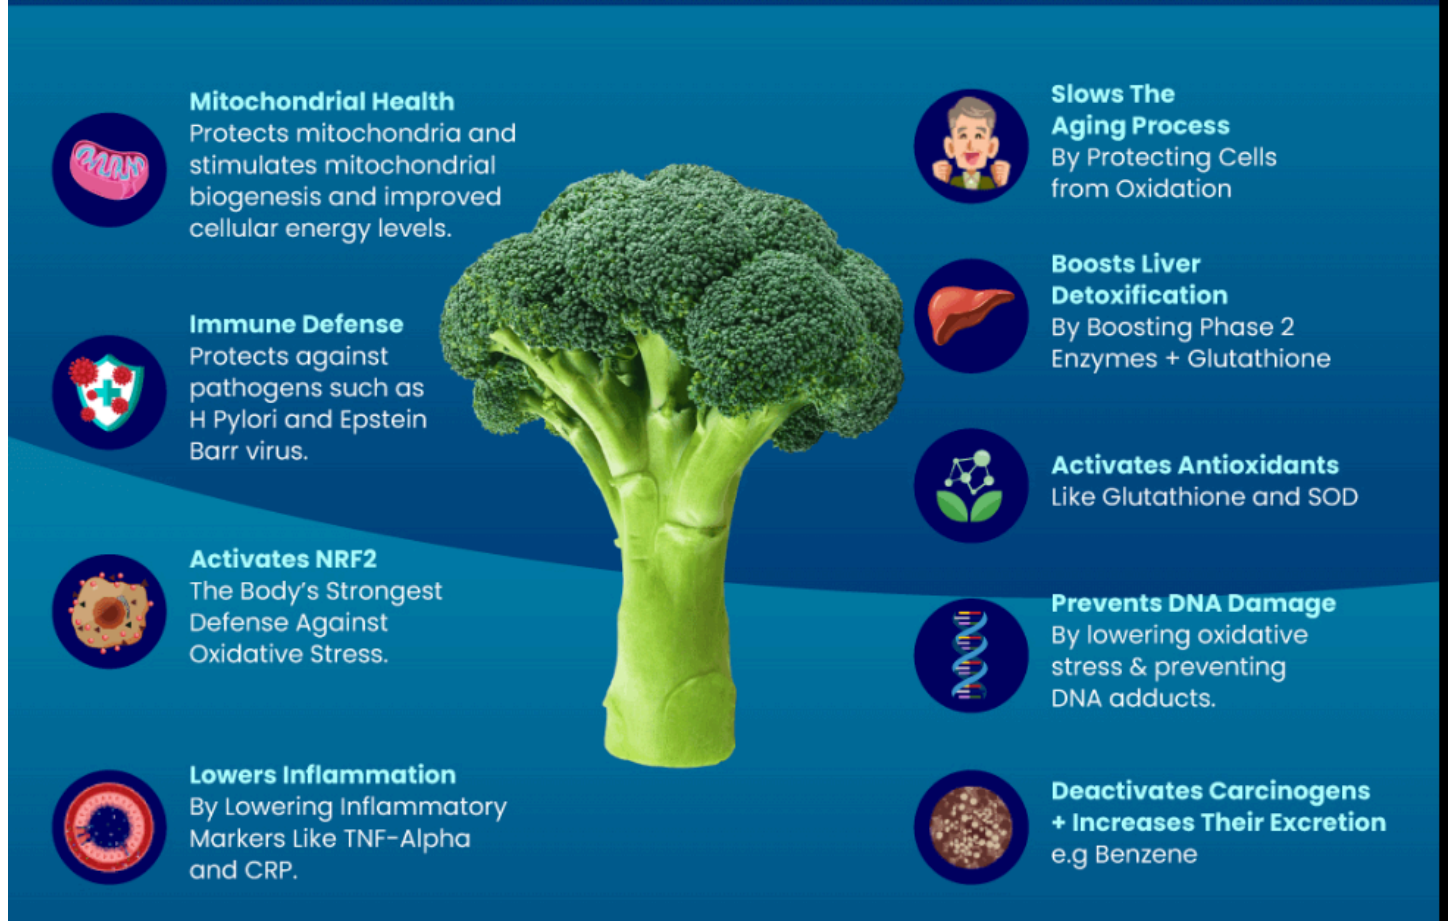 Mitochondrial Health
Protects mitochondria and
stimulates mitochondrial
biogenesis and improved
cellular energy levels.
Immune Defense
Protects against
pathogens such as
H Pylori and Epstein
Barr virus.
Activates NRF2
The Body's Strongest
Defense Against
Oxidative Stress.
Lowers Inflammation
By Lowering Inflammatory
Markers Like TNF-Alpha
and CRP.
Slows The
Aging Process
By Protecting Cells
from Oxidation
Boosts Liver
Detoxification
By Boosting Phase 2
Enzymes + Glutathione
Activates Antioxidants
Like Glutathione and SOD
Prevents DNA Damage
By lowering oxidative
stress & preventing
DNA adducts.
Deactivates Carcinogens
+ Increases Their Excretion
e.g Benzene